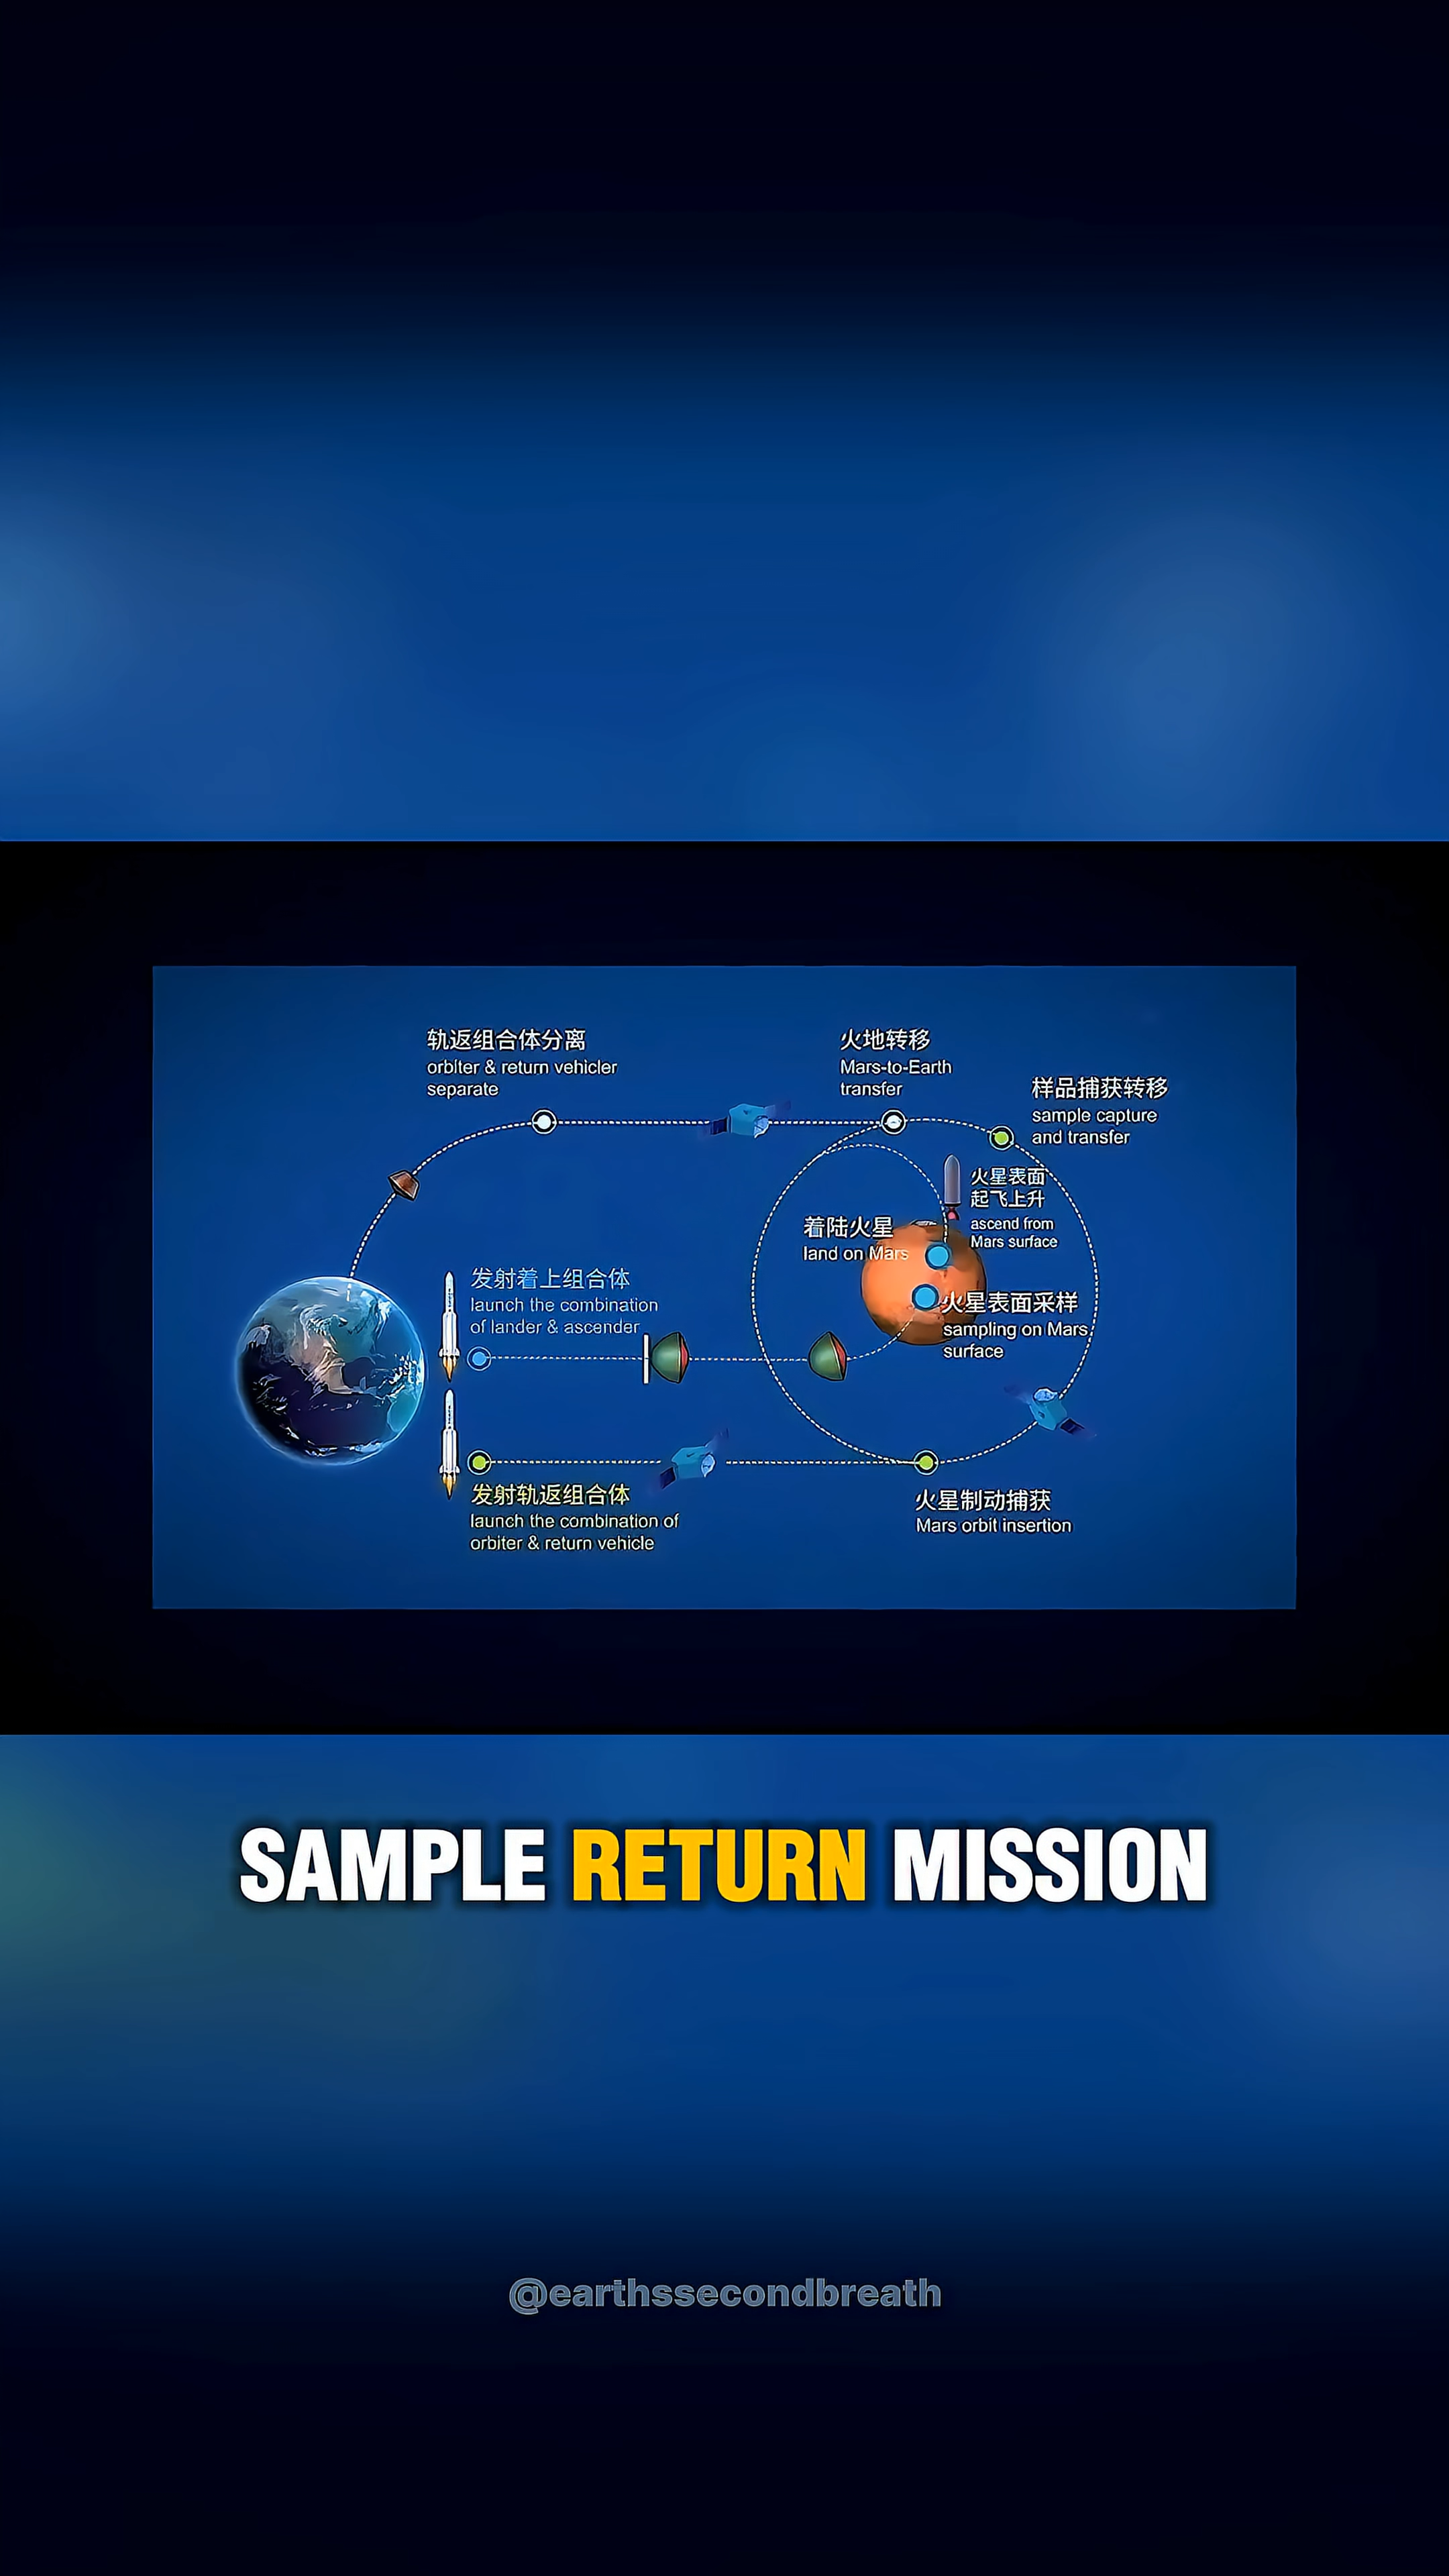 轨返组合体分离
orbiter & return vehicler
separate
火地转移
Mars-to-Earth
transfer
样品捕获转移
sample capture
and transfer
火星表面
起飞上升
ascend from
Mars surface
着陆火星
land on Mars
发射着上组合体
launch the combination
of lander & ascender
火星表面采样
sampling on Mars
surface
发射轨返组合体
launch the combination of
orbiter & return vehicle
火星制动捕获
Mars orbit insertion
SAMPLE RETURN MISSION
@earthssecondbreath